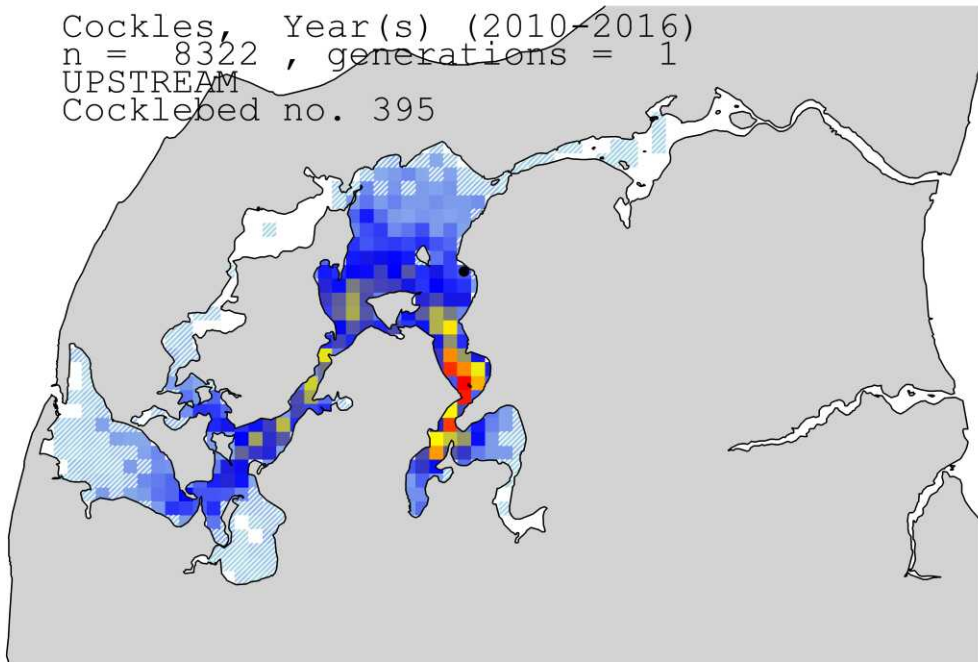 Cockles,  Year(s) (2010-2016)
n =  8322 , generations =  1
UPSTREAM
Cocklebed no. 395